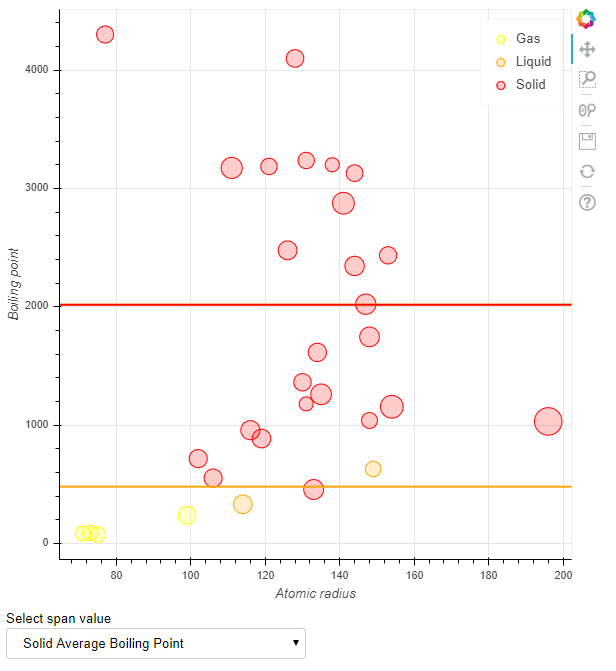 Gas
Liquid
Solid
4000
3000
2000
1000
0
Boiling point
80
100
120
140
160
180
200
Atomic radius
Select span value
Solid Average Boiling Point